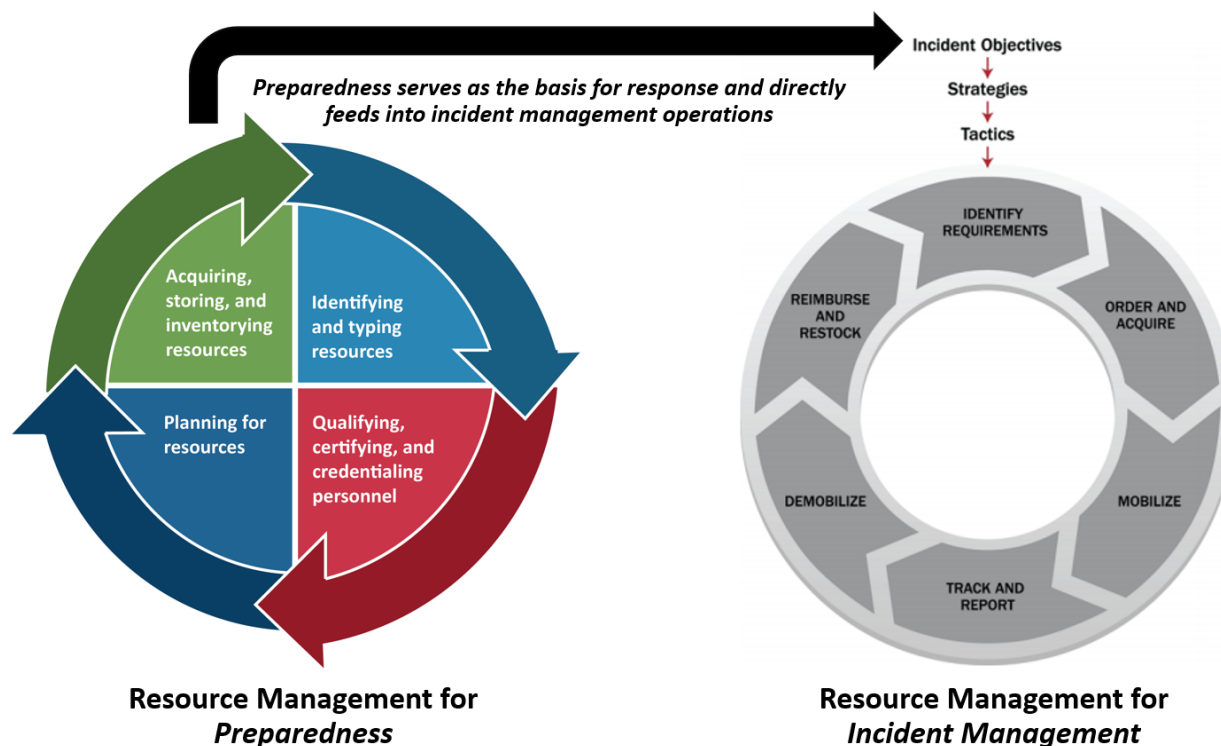 Preparedness serves as the basis for response and directly
feeds into incident management operations
Acquiring,
storing, and
inventorying
resources
Identifying
and typing
resources
Planning for
resources
Qualifying,
certifying, and
credentialing
personnel
Resource Management for
Preparedness
Incident Objectives
Strategies
Tactics
IDENTIFY
REQUIREMENTS
ORDER AND
ACQUIRE
MOBILIZE
TRACK AND
REPORT
DEMOBILIZE
REIMBURSE
AND
RESTOCK
Resource Management for
Incident Management